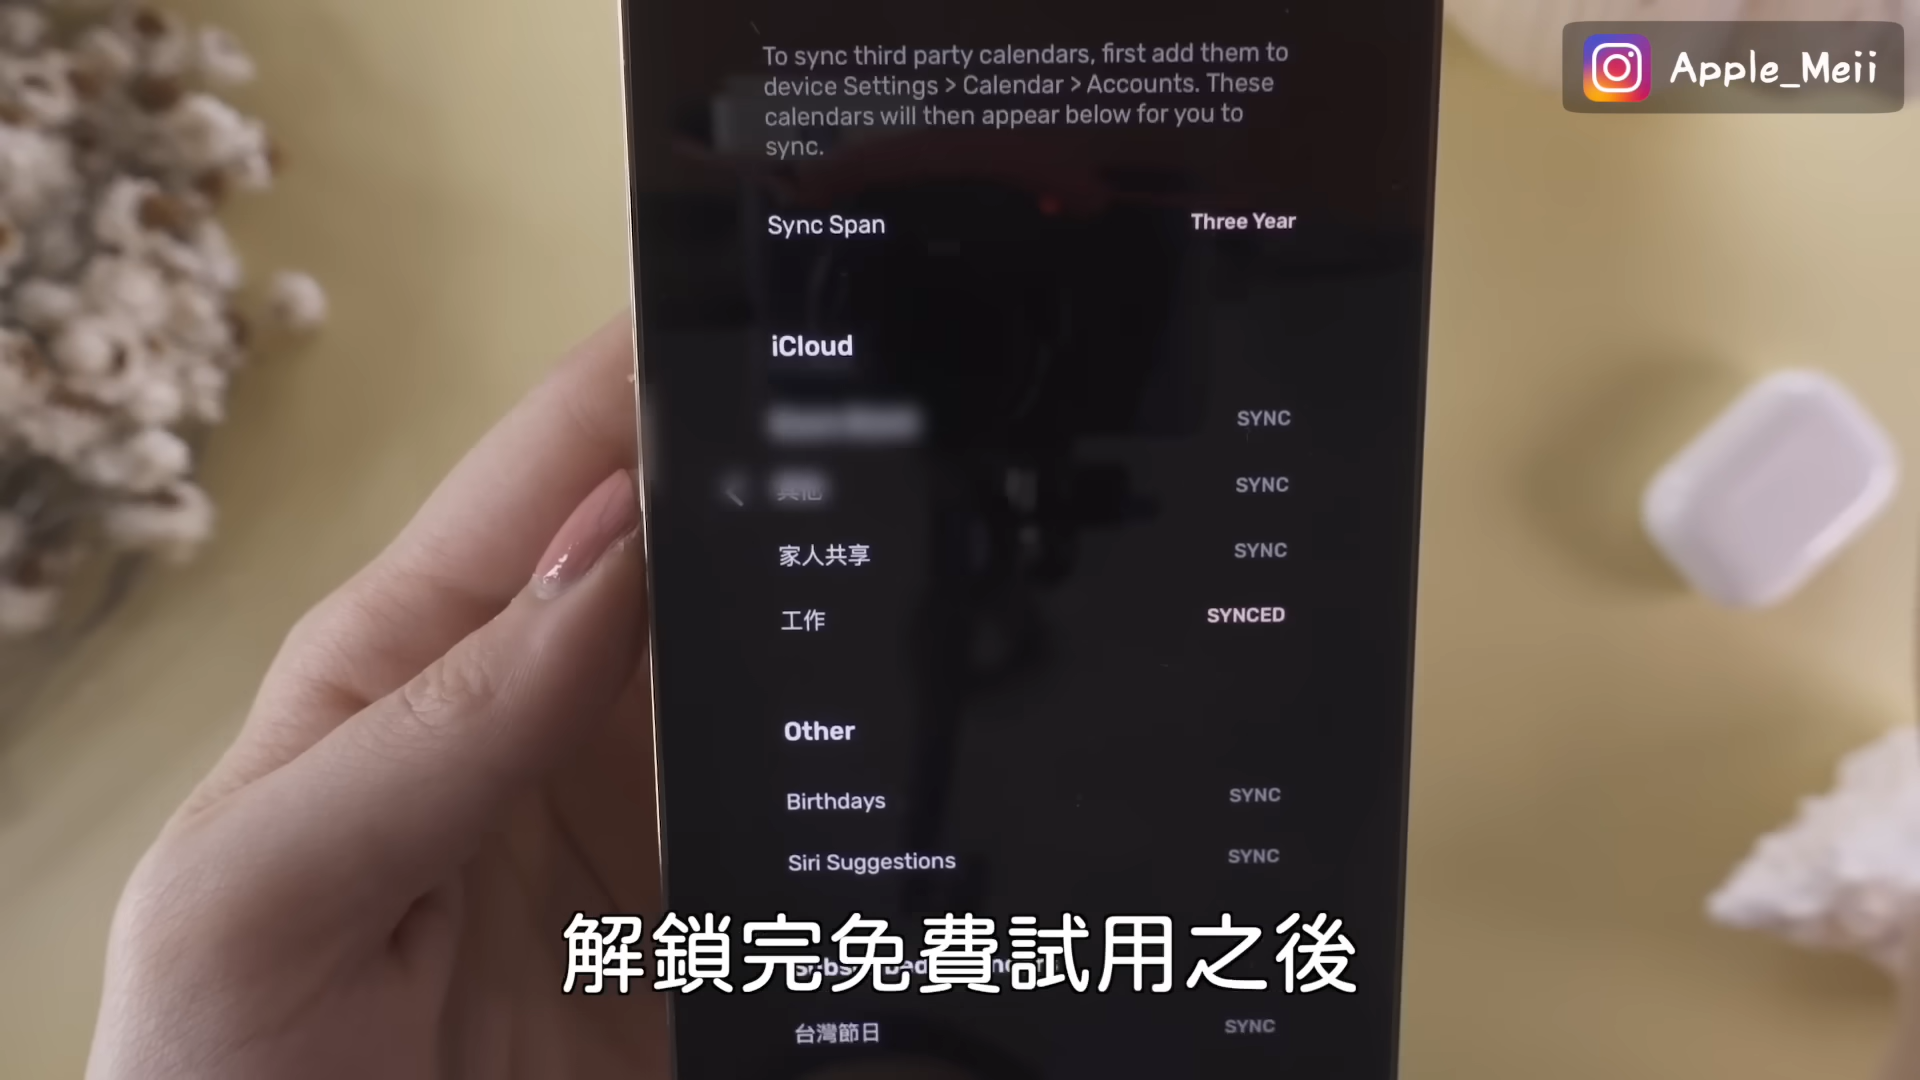 Apple_Meii
To sync third party calendars, first add them to
device Settings > Calendar > Accounts. These
calendars will then appear below for you to
sync.
Sync Span Three Year
iCloud
SYNC
其他 SYNC
家人共享 SYNC
工作 SYNCED
Other
Birthdays SYNC
Siri Suggestions SYNC
解鎖完免費試用之後
台灣節日 SYNC